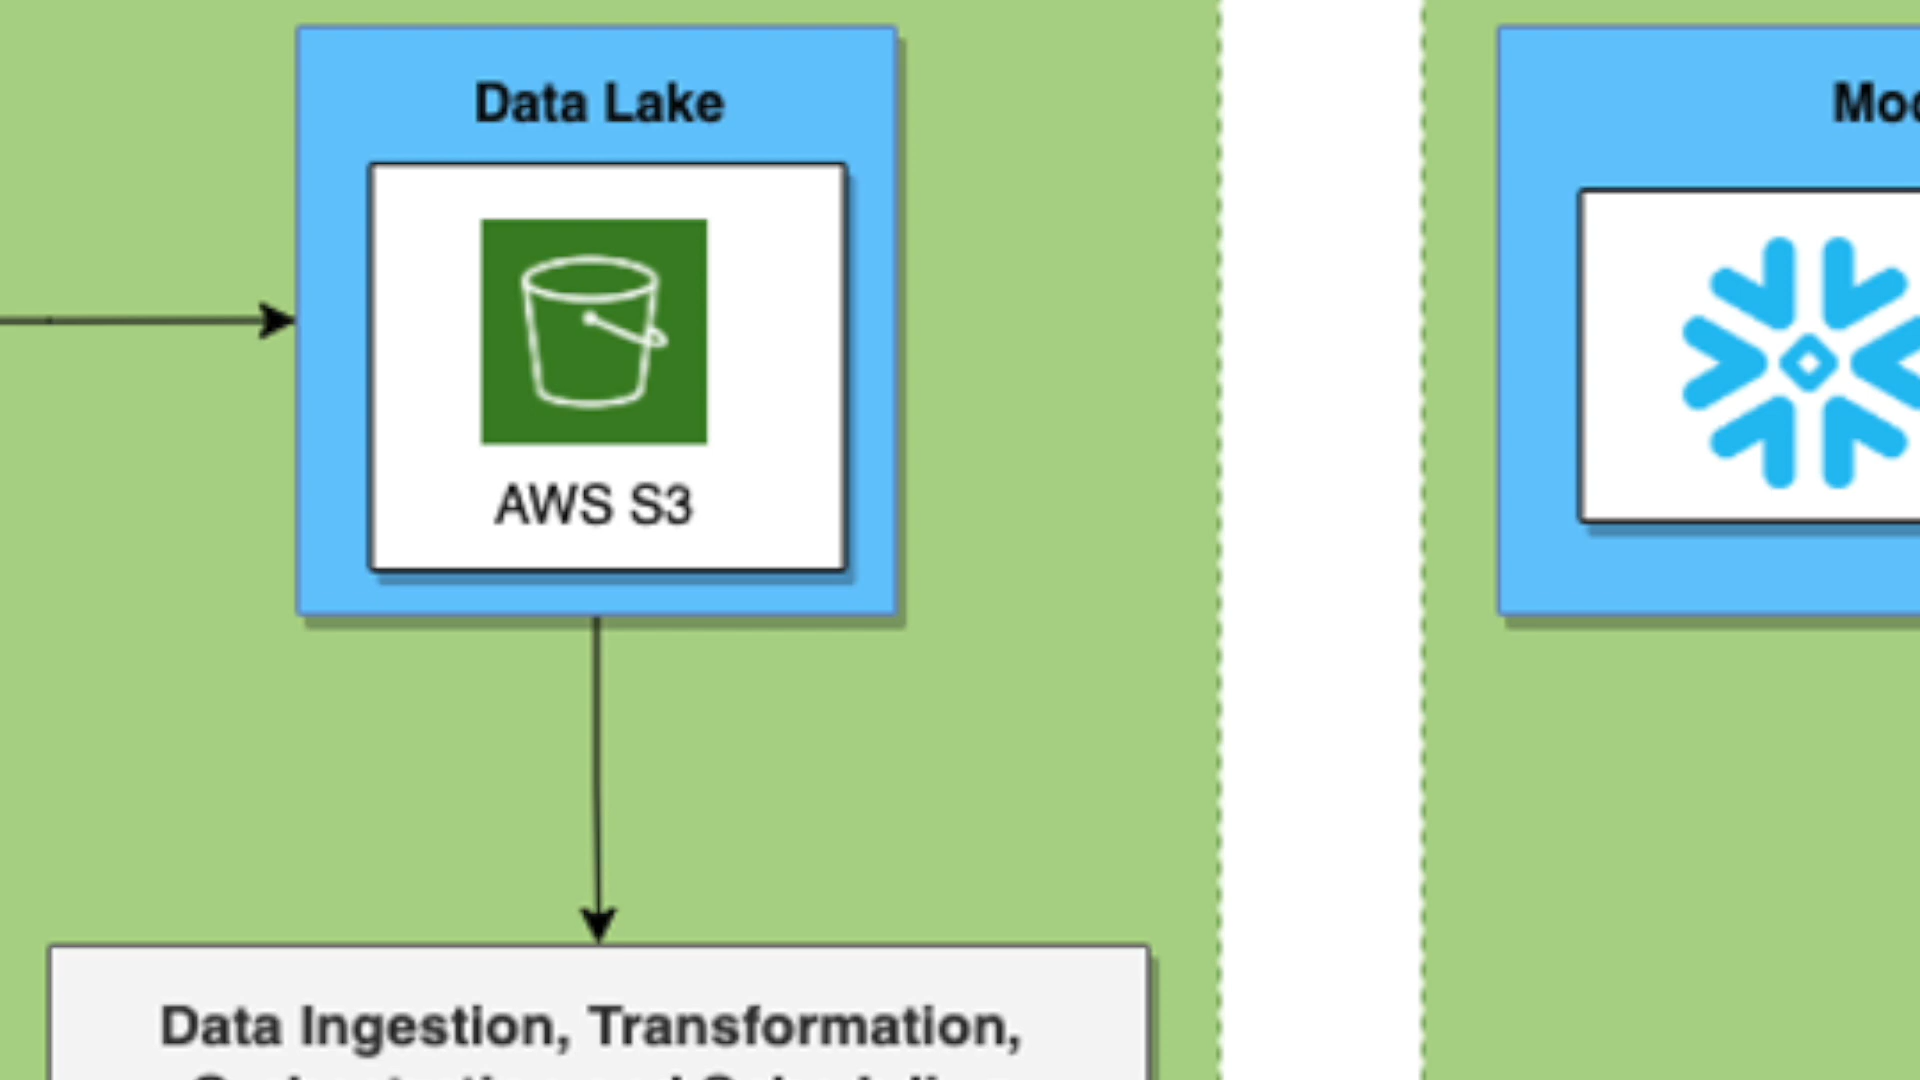 Data Lake
AWS S3
Data Ingestion, Transformation,